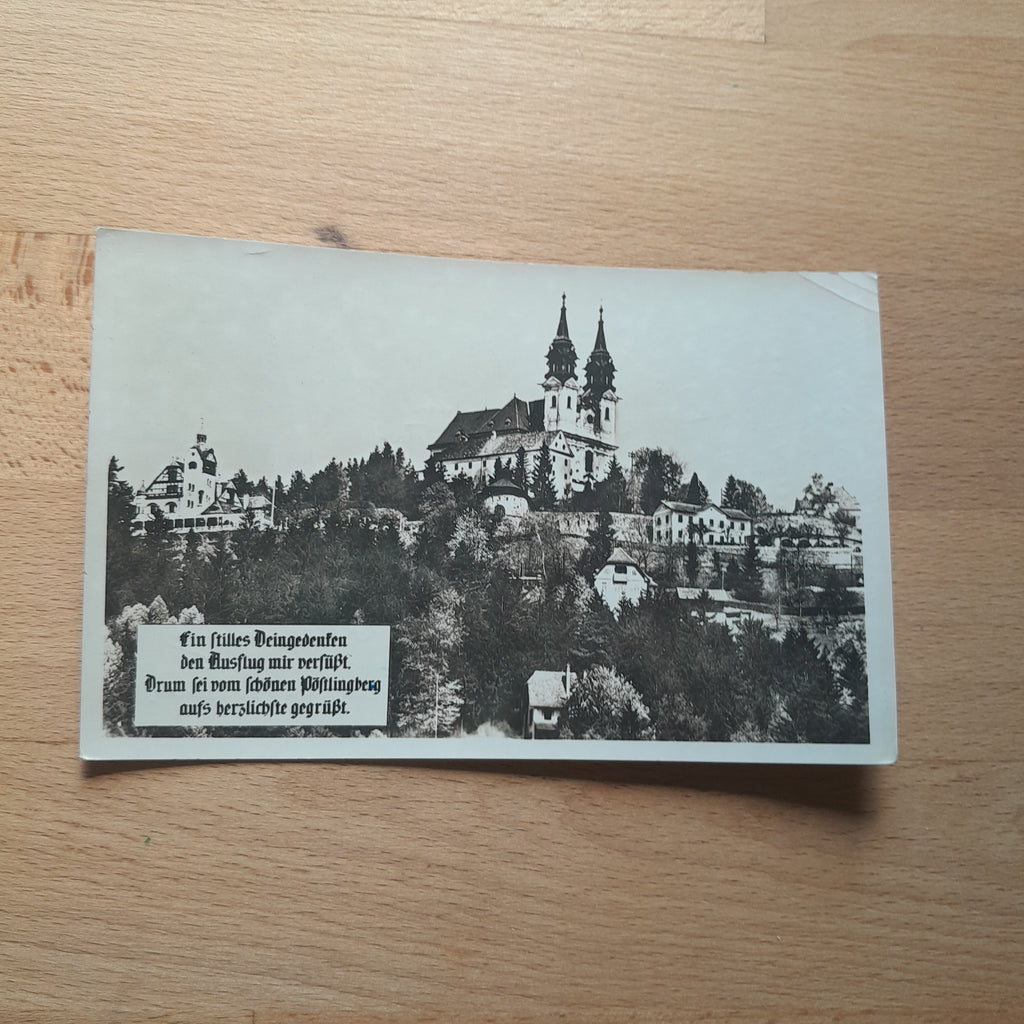 Ein stilles Deingedenken
den Ausflug mir versüßt.
Drum sei vom schönen Pöstlingberg
aufs herzlichste gegrüßt.